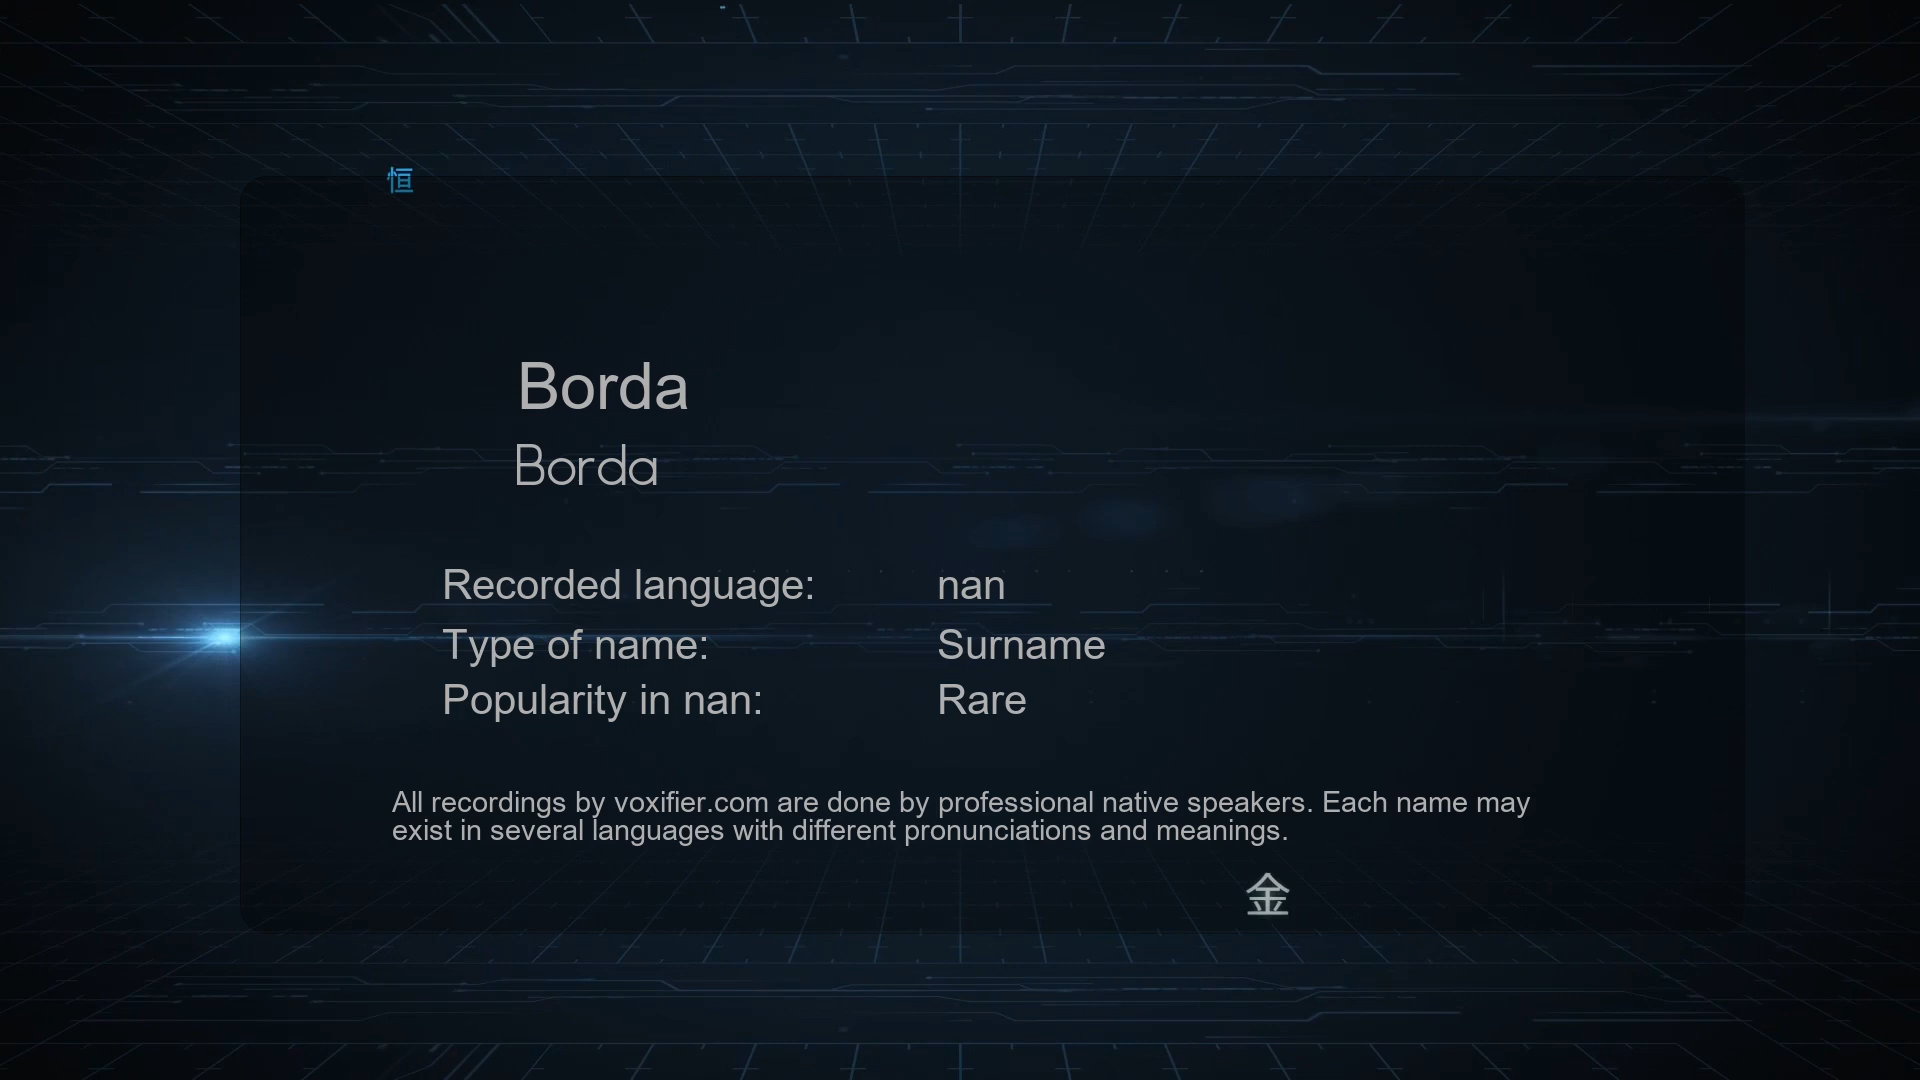 恒
Borda
Borda
Recorded language: nan
Type of name: Surname
Popularity in nan: Rare
All recordings by voxifier.com are done by professional native speakers. Each name may
exist in several languages with different pronunciations and meanings.
金